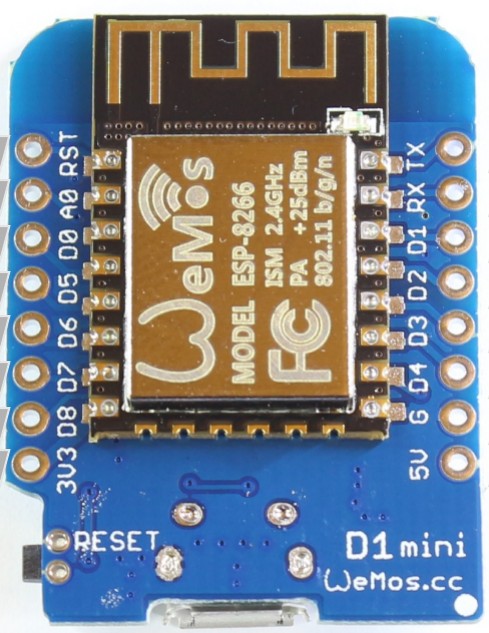 RST
A0
D0
D5
D6
D7
D8
3V3
WeMos
MODEL ESP-8266
ISM 2.4GHz
PA +25dBm
802.11 b/g/n
FC
TX
RX
D1
D2
D3
D4
G
5V
RESET
D1 mini
WeMos.cc